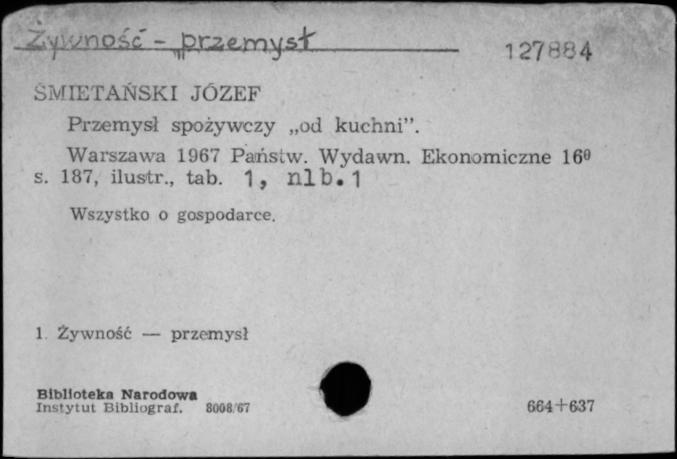 Żywność - przemysł
127884
ŚMIETAŃSKI JÓZEF
Przemysł spożywczy „od kuchni”.
Warszawa 1967 Państw. Wydawn. Ekonomiczne 16⁰
s. 187, ilustr., tab. 1, nlb. 1
Wszystko o gospodarce.
1. Żywność — przemysł
Biblioteka Narodowa
Instytut Bibliograf. 8008/67
664+637